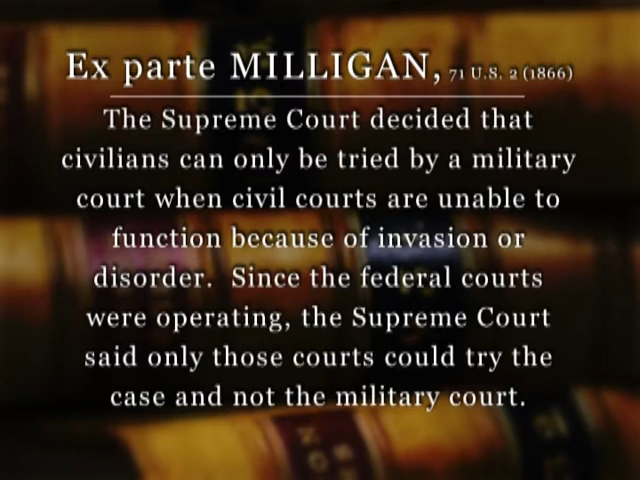 Ex parte MILLIGAN, 71 U.S. 2 (1866)
The Supreme Court decided that
civilians can only be tried by a military
court when civil courts are unable to
function because of invasion or
disorder. Since the federal courts
were operating, the Supreme Court
said only those courts could try the
case and not the military court.